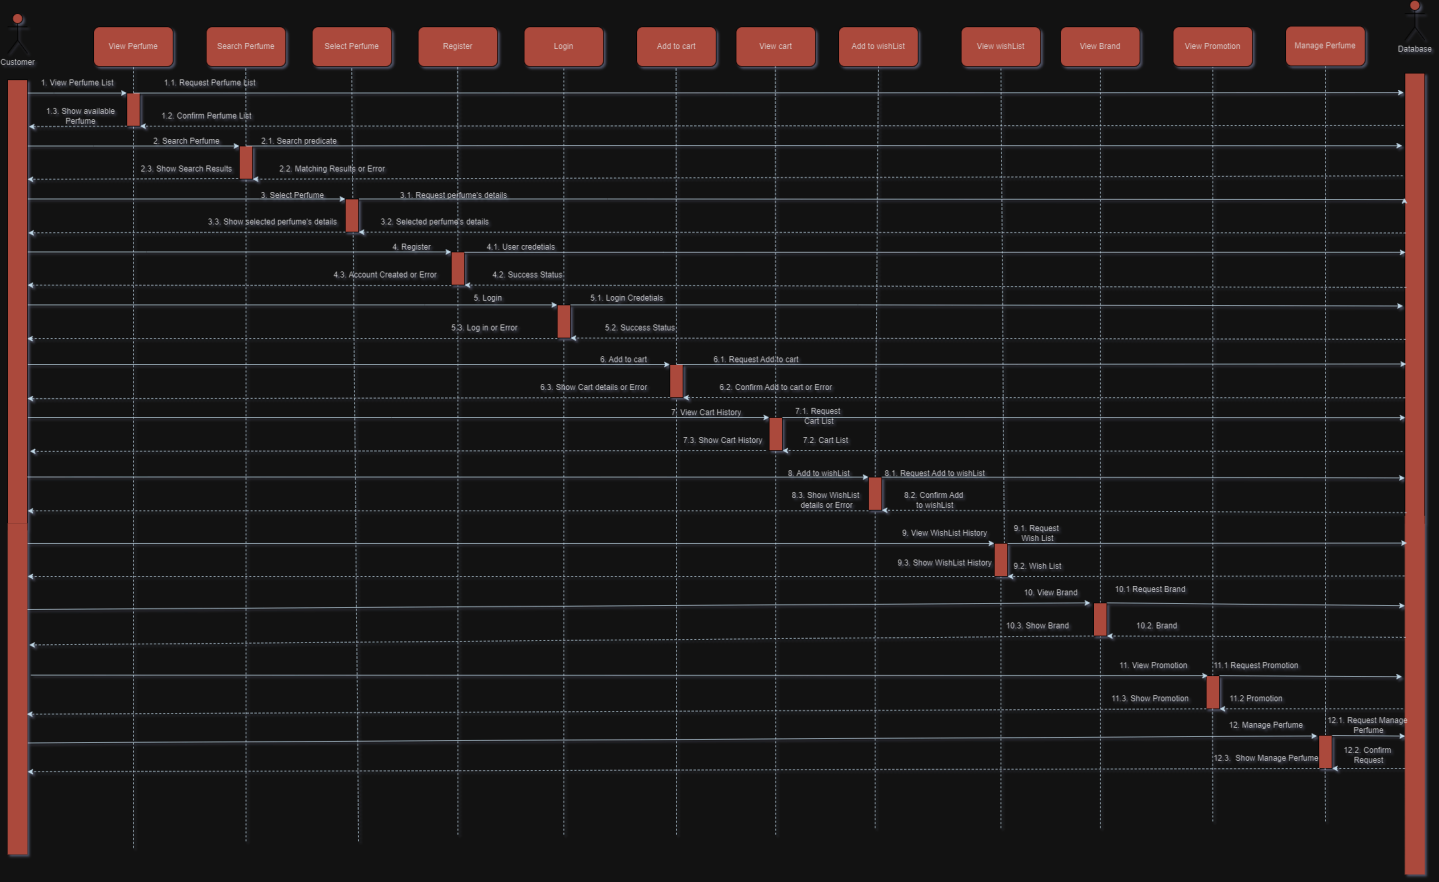 Customer
View Perfume
Search Perfume
Select Perfume
Register
Login
Add to cart
View cart
Add to wishList
View wishList
View Brand
View Promotion
Manage Perfume
Database
1. View Perfume List
1.1. Request Perfume List
1.3. Show available
Perfume
1.2. Confirm Perfume List
2. Search Perfume
2.1. Search predicate
2.3. Show Search Results
2.2. Matching Results or Error
3. Select Perfume
3.1. Request perfume's details
3.3. Show selected perfume's details
3.2. Selected perfume's details
4. Register
4.1. User credetials
4.3. Account Created or Error
4.2. Success Status
5. Login
5.1. Login Credetials
5.3. Log in or Error
5.2. Success Status
6. Add to cart
6.1. Request Add to cart
6.3. Show Cart details or Error
6.2. Confirm Add to cart or Error
7. View Cart History
7.1. Request
Cart List
7.3. Show Cart History
7.2. Cart List
8. Add to wishList
8.1. Request Add to wishList
8.3. Show WishList
details or Error
8.2. Confirm Add
to wishList
9. View WishList History
9.1. Request
Wish List
9.3. Show WishList History
9.2. Wish List
10. View Brand
10.1 Request Brand
10.3. Show Brand
10.2. Brand
11. View Promotion
11.1 Request Promotion
11.3. Show Promotion
11.2 Promotion
12. Manage Perfume
12.1. Request Manage
Perfume
12.3. Show Manage Perfume
12.2. Confirm
Request